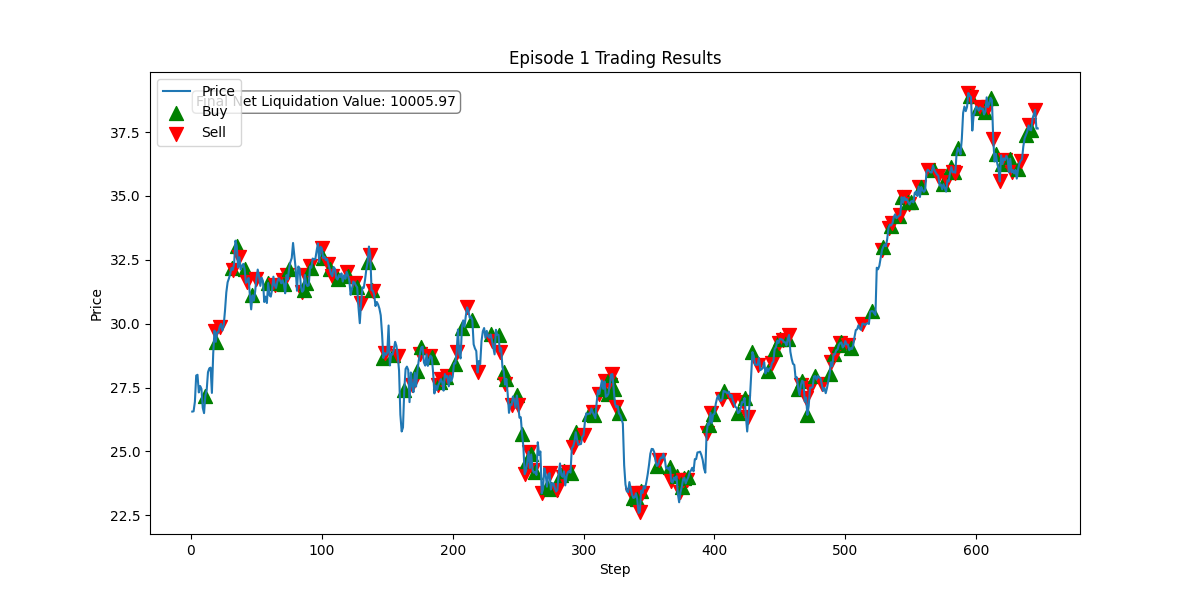 Episode 1 Trading Results
Final Net Liquidation Value: 10005.97
Price
Buy
Sell
Price
37.5
35.0
32.5
30.0
27.5
25.0
22.5
0
100
200
300
400
500
600
Step